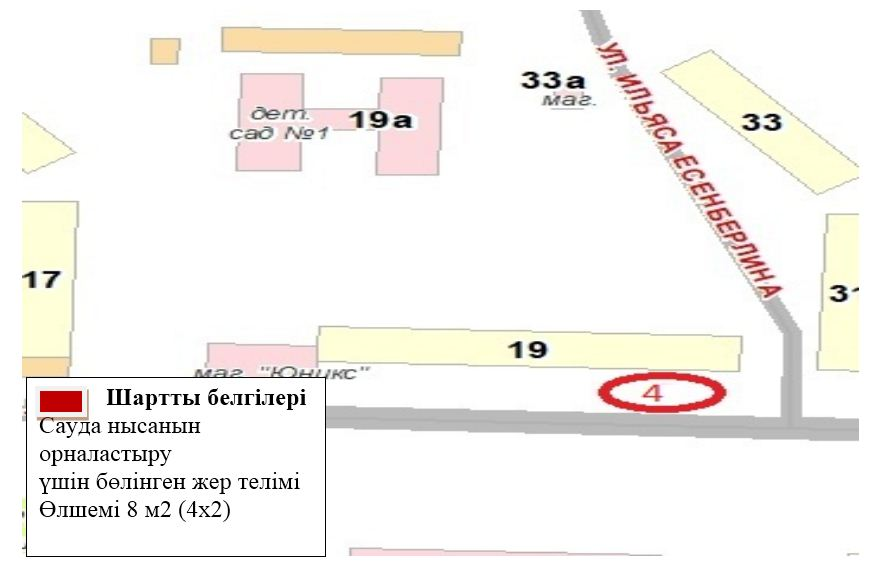 33а
маг.
УЛ. ИЛЬЯСА ЕСЕНБЕРЛИНА
33
дет.
сад №1
19а
17
31
19
маг. "Юникс"
4
Шартты белгілері
Сауда нысанын
орналастыру
үшін бөлінген жер телімі
Өлшемі 8 м2 (4х2)